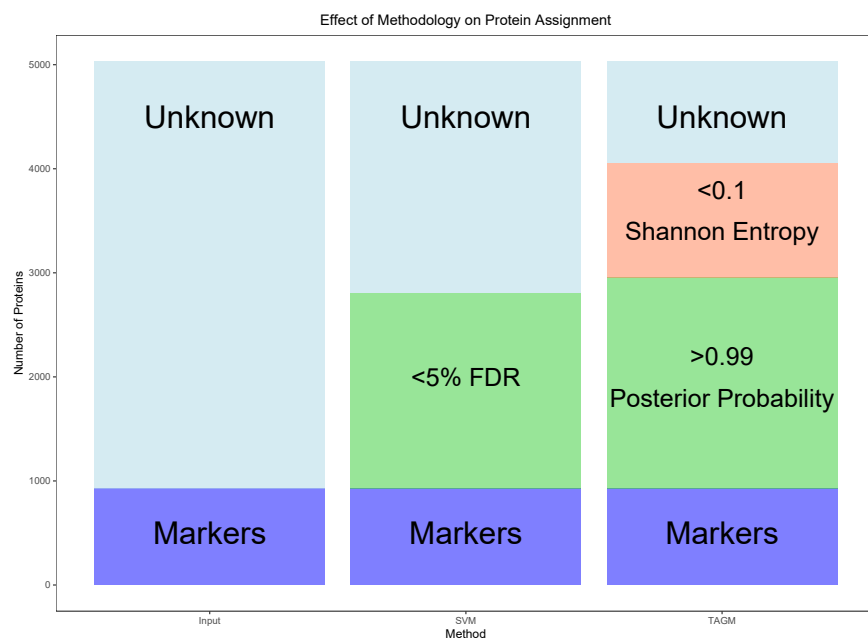 Effect of Methodology on Protein Assignment
Number of Proteins
5000
4000
3000
2000
1000
0
Unknown
Markers
Unknown
<5% FDR
Markers
Unknown
<0.1
Shannon Entropy
>0.99
Posterior Probability
Markers
Input
SVM
TAGM
Method